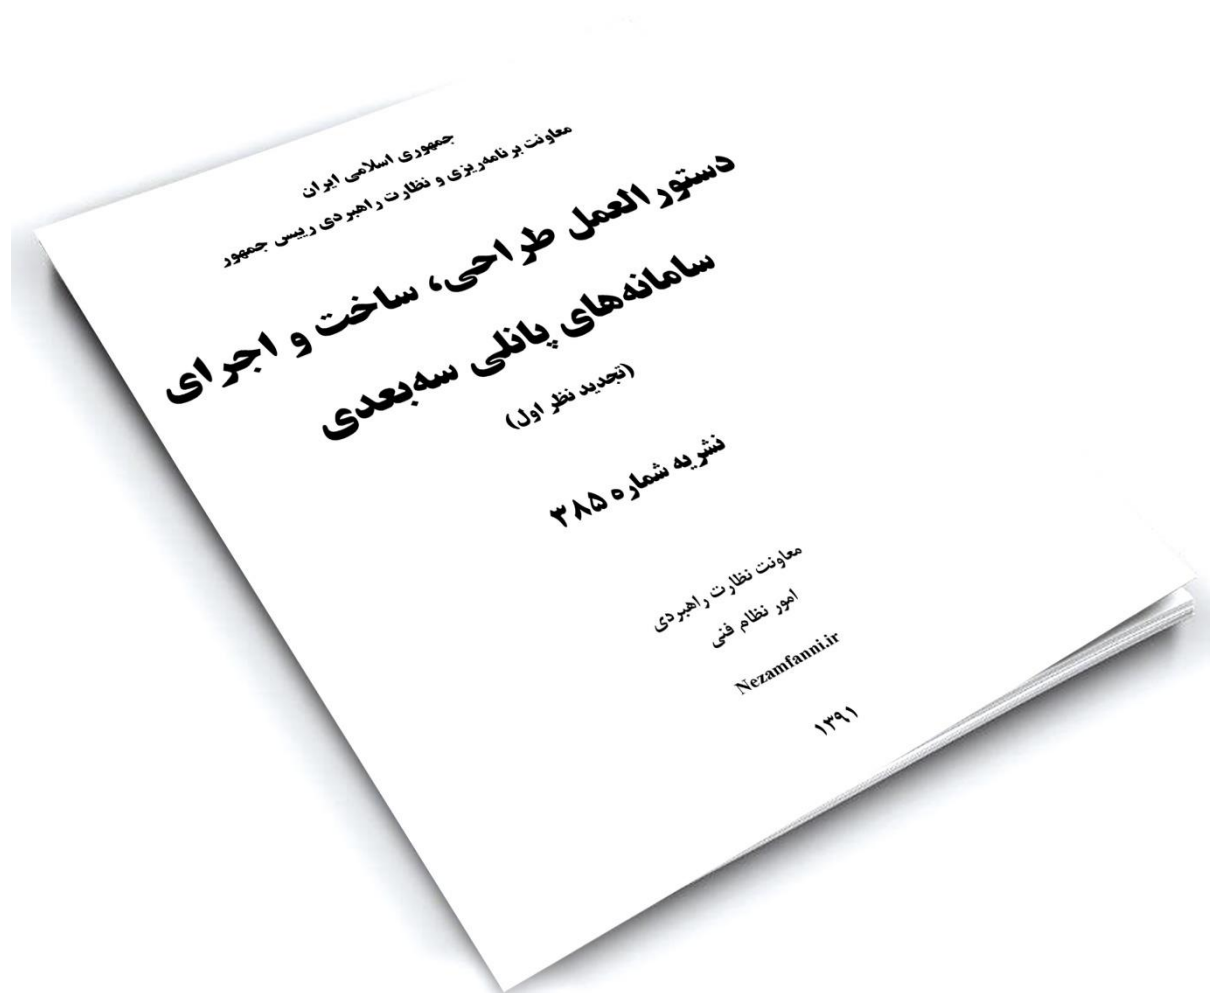 جمهوری اسلامی ایران
معاونت برنامه‌ریزی و نظارت راهبردی رییس جمهور
دستورالعمل طراحی، ساخت و اجرای
سامانه‌های پانلی سه‌بعدی
(تجدید نظر اول)
نشریه شماره ۳۸۵
معاونت نظارت راهبردی
امور نظام فنی
Nezamfanni.ir
۱۳۹۱